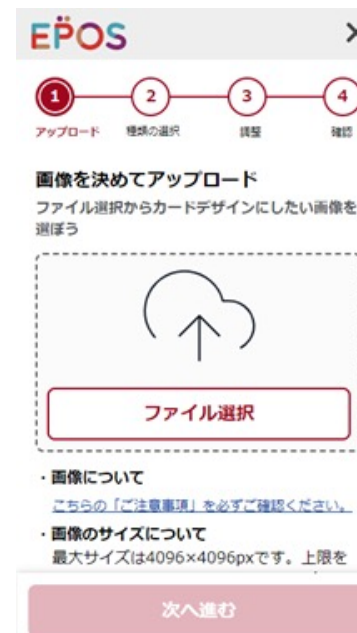 EPOS
1
2
3
4
アップロード
種類の選択
調整
確認
画像を決めてアップロード
ファイル選択からカードデザインにしたい画像を
選ぼう
ファイル選択
・画像について
こちらの「ご注意事項」を必ずご確認ください。
・画像のサイズについて
最大サイズは4096×4096pxです。上限を
次へ進む